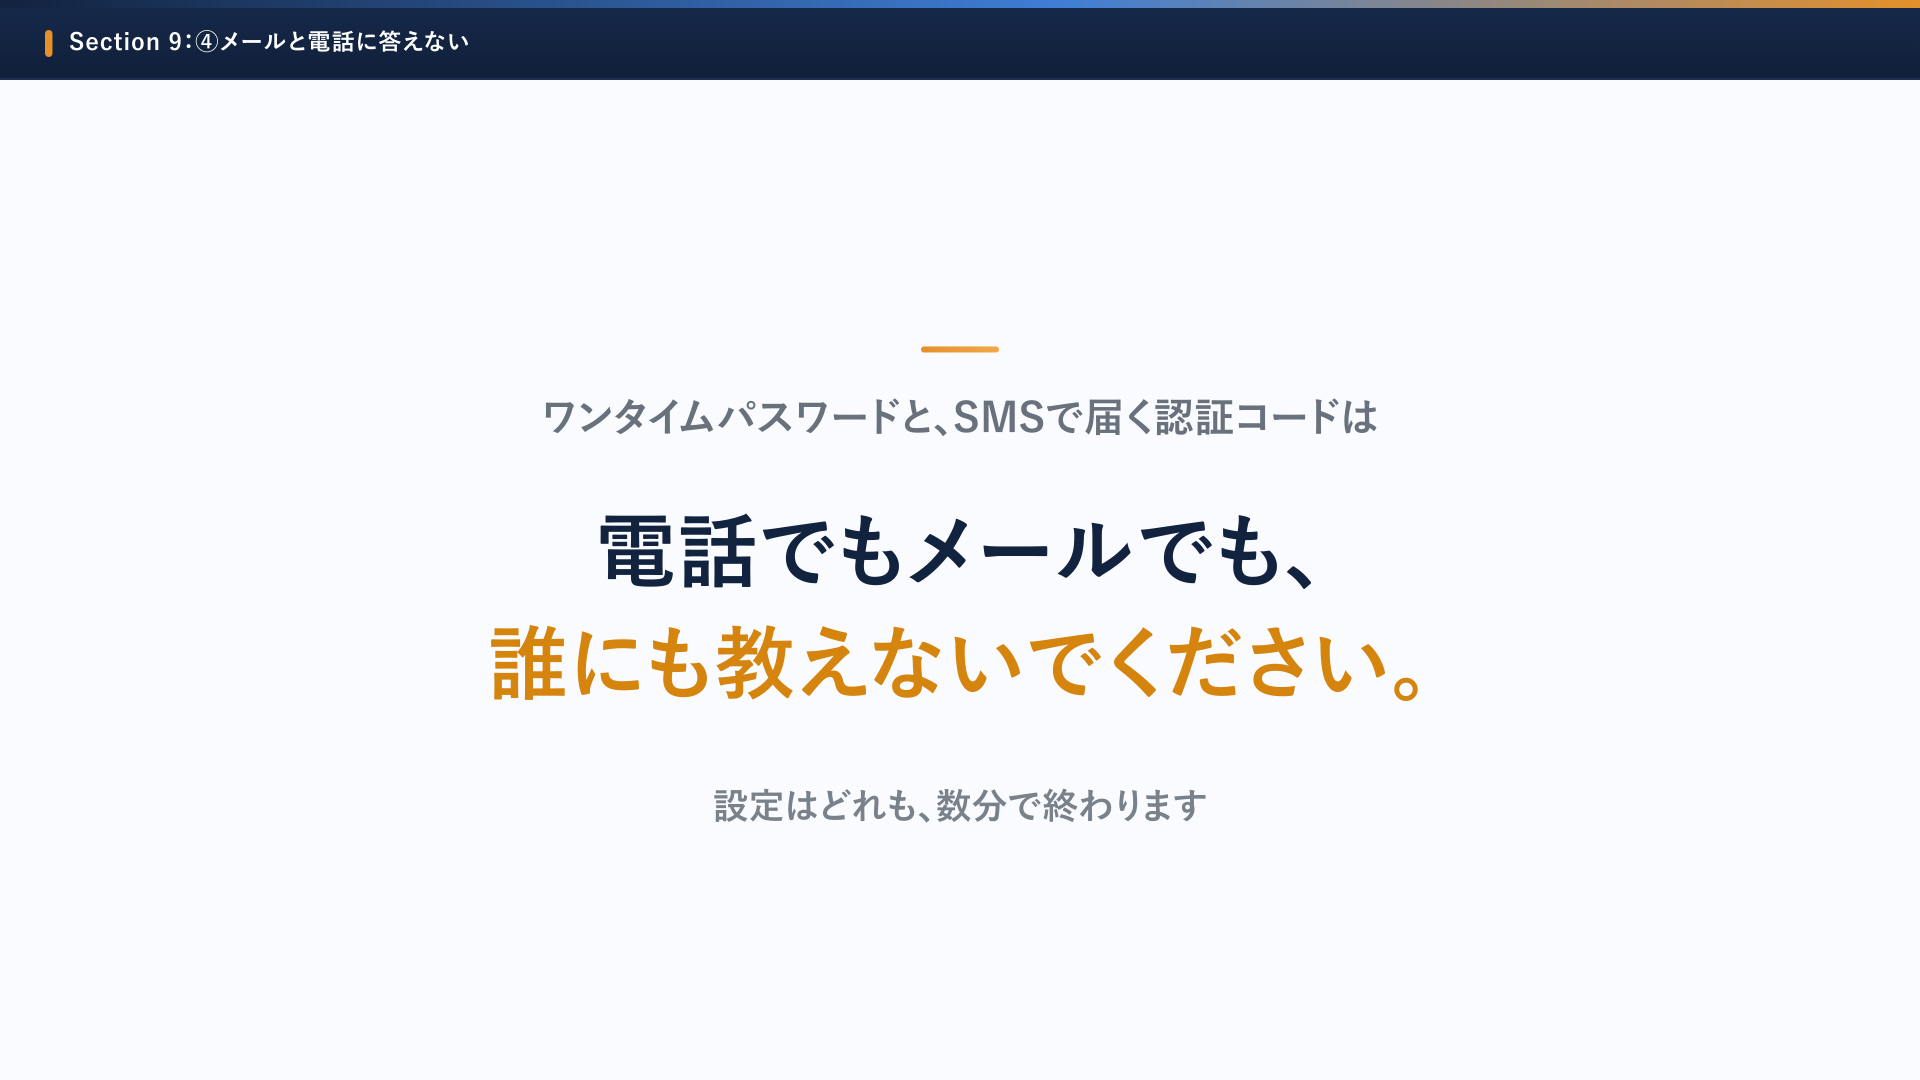 Section 9：④メールと電話に答えない
ワンタイムパスワードと、SMSで届く認証コードは
電話でもメールでも、
誰にも教えないでください。
設定はどれも、数分で終わります